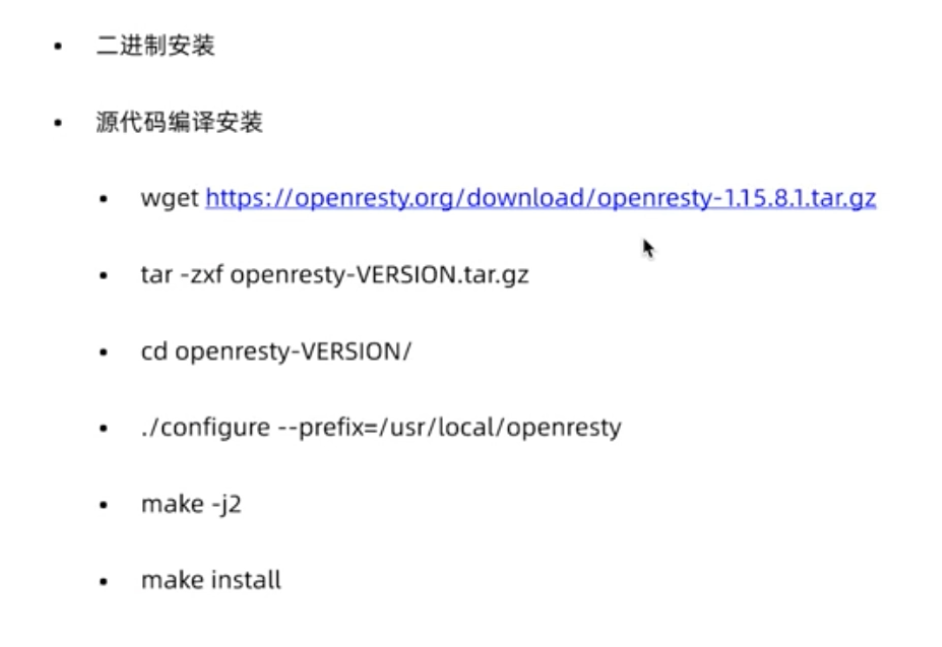 二进制安装
源代码编译安装
wget https://openresty.org/download/openresty-1.15.8.1.tar.gz
tar -zxf openresty-VERSION.tar.gz
cd openresty-VERSION/
./configure --prefix=/usr/local/openresty
make -j2
make install